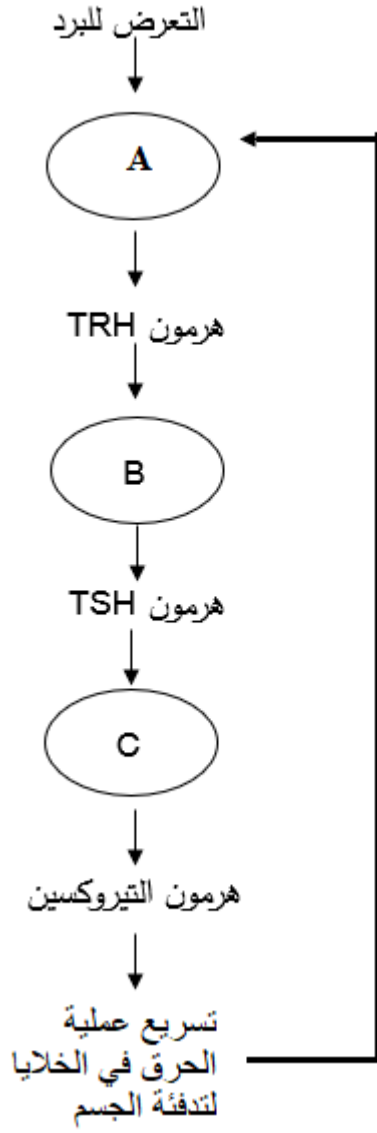 التعرض للبرد
A
هرمون TRH
B
هرمون TSH
C
هرمون التيروكسين
تسريع عملية
الحرق في الخلايا
لتدفئة الجسم